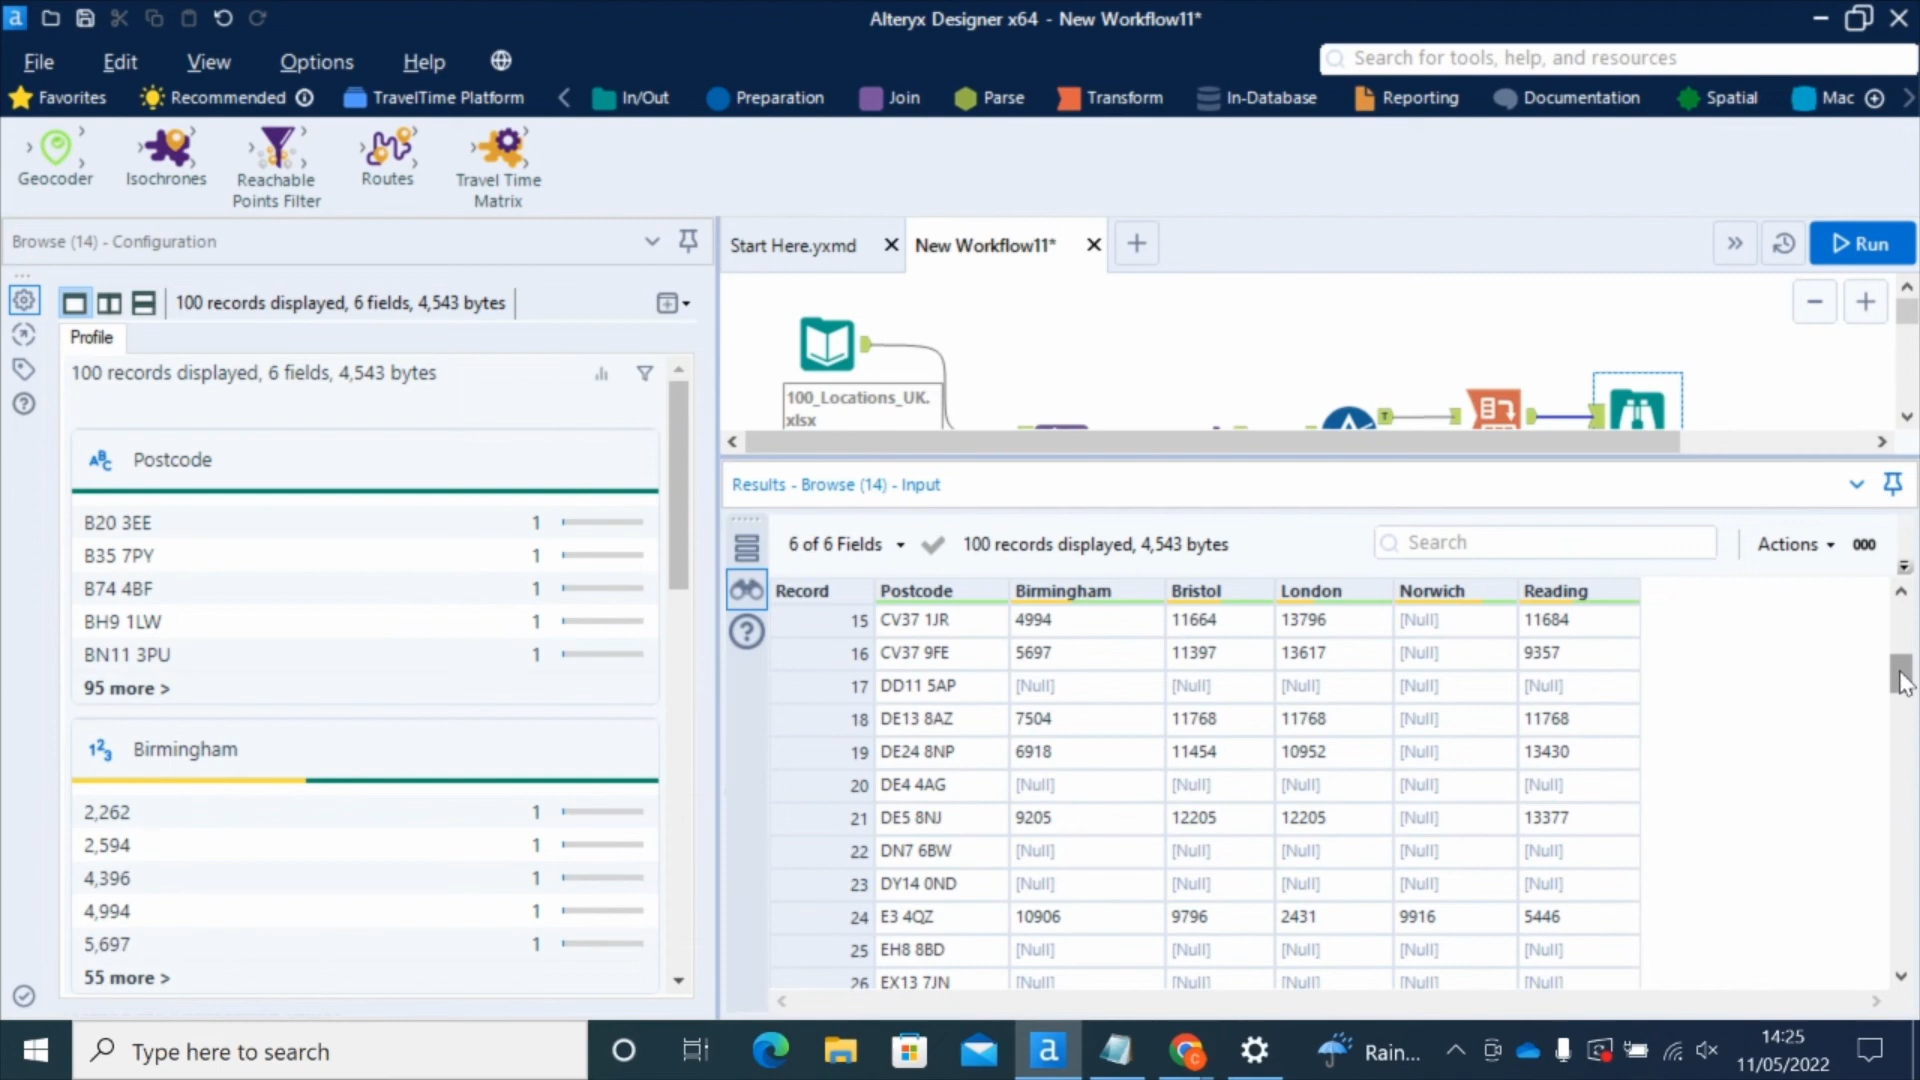 Alteryx Designer x64 - New Workflow11*
File Edit View Options Help
Search for tools, help, and resources
Favorites Recommended TravelTime Platform In/Out Preparation Join Parse Transform In-Database Reporting Documentation Spatial Mac
Geocoder Isochrones Reachable Points Filter Routes Travel Time Matrix
Browse (14) - Configuration
Start Here.yxmd New Workflow11* Run
100 records displayed, 6 fields, 4,543 bytes
Profile
100 records displayed, 6 fields, 4,543 bytes
Postcode
B20 3EE 1
B35 7PY 1
B74 4BF 1
BH9 1LW 1
BN11 3PU 1
95 more >
Birmingham
2,262 1
2,594 1
4,396 1
4,994 1
5,697 1
55 more >
100_Locations_UK.
xlsx
Results - Browse (14) - Input
6 of 6 Fields 100 records displayed, 4,543 bytes Search Actions 000
Record Postcode Birmingham Bristol London Norwich Reading
15 CV37 1JR 4994 11664 13796 [Null] 11684
16 CV37 9FE 5697 11397 13617 [Null] 9357
17 DD11 5AP [Null] [Null] [Null] [Null] [Null]
18 DE13 8AZ 7504 11768 11768 [Null] 11768
19 DE24 8NP 6918 11454 10952 [Null] 13430
20 DE4 4AG [Null] [Null] [Null] [Null] [Null]
21 DE5 8NJ 9205 12205 12205 [Null] 13377
22 DN7 6BW [Null] [Null] [Null] [Null] [Null]
23 DY14 0ND [Null] [Null] [Null] [Null] [Null]
24 E3 4QZ 10906 9796 2431 9916 5446
25 EH8 8BD [Null] [Null] [Null] [Null] [Null]
26 EX13 7JN [Null] [Null] [Null] [Null] [Null]
Type here to search
Rain...
14:25
11/05/2022